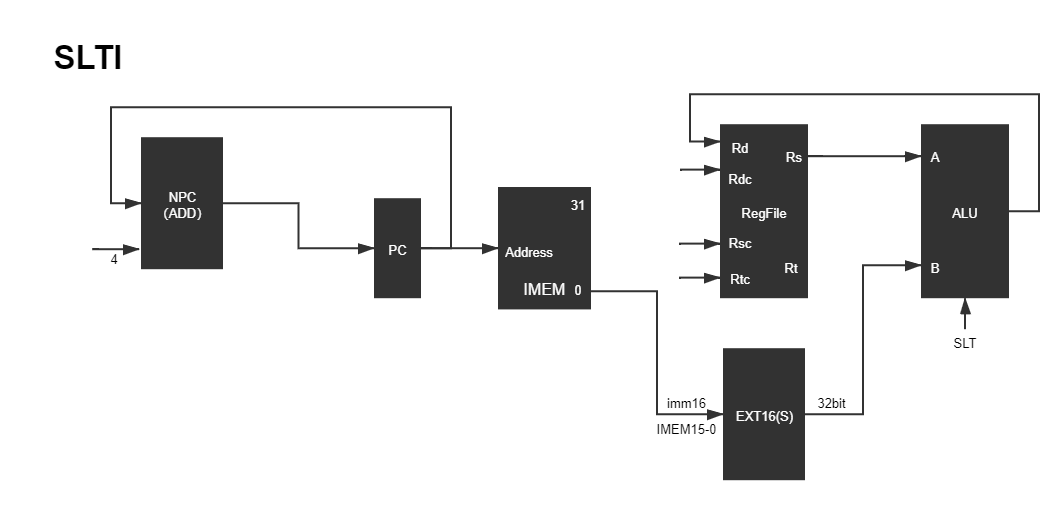 SLTI
NPC
(ADD)
4
PC
31
Address
IMEM 0
Rd
Rs
Rdc
RegFile
Rsc
Rt
Rtc
A
ALU
B
SLT
imm16
IMEM15-0
EXT16(S)
32bit